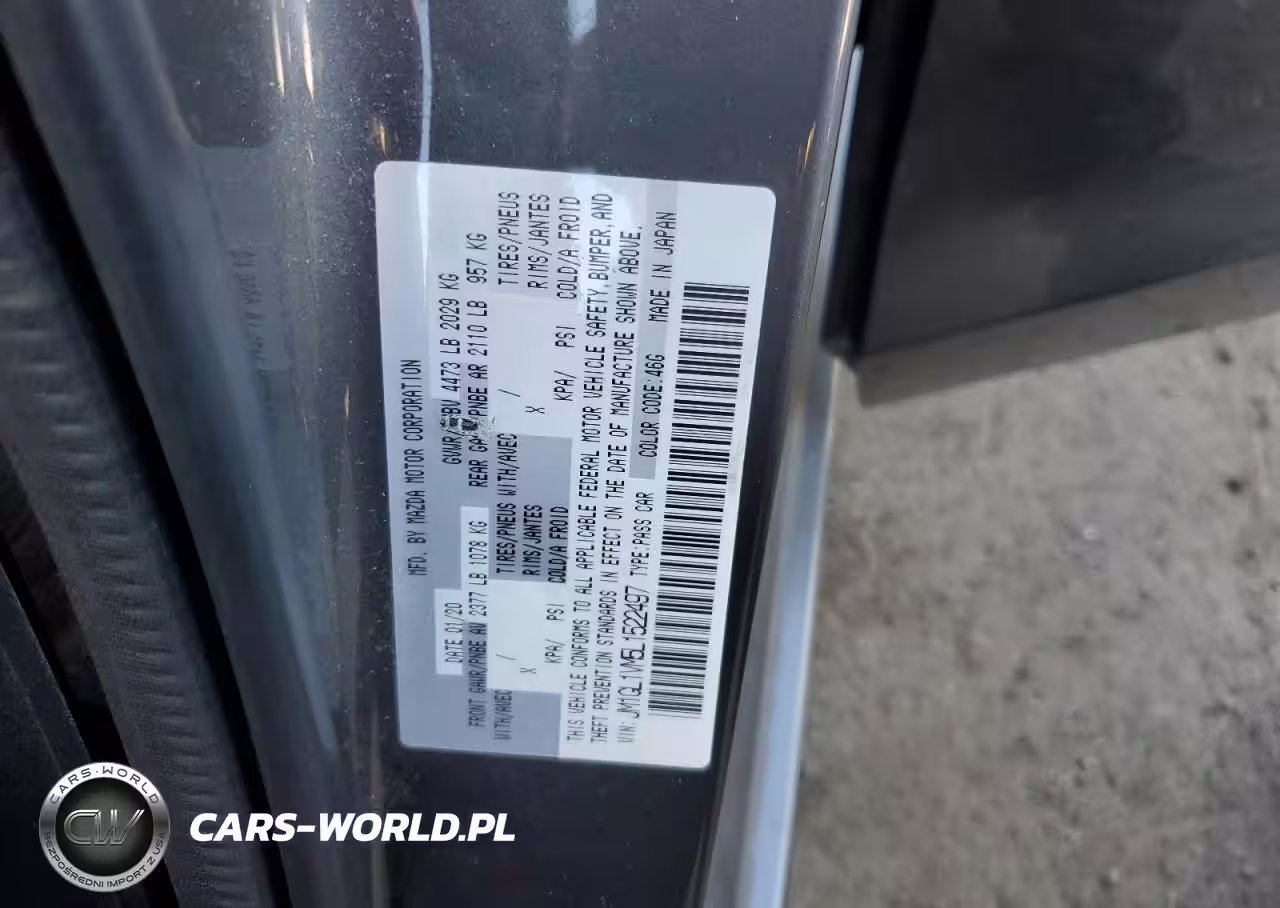 MFD. BY MAZDA MOTOR CORPORATION
DATE 01/20 GVWR/ 4473 LB 2029 KG
FRONT GAWR/PNBE AV 2377 LB 1078 KG REAR PNBE AR 2110 LB 957 KG
WITH/AVEC / TIRES/PNEUS WITH/AVEC / TIRES/PNEUS
X RIMS/JANTES X RIMS/JANTES
KPA/ PSI COLD/A FROID KPA/ PSI COLD/A FROID
THIS VEHICLE CONFORMS TO ALL APPLICABLE FEDERAL MOTOR VEHICLE SAFETY, BUMPER, AND
THEFT PREVENTION STANDARDS IN EFFECT ON THE DATE OF MANUFACTURE SHOWN ABOVE.
VIN: JM1GL1VM5L1522497 TYPE:PASS CAR COLOR CODE:46G MADE IN JAPAN
CARS-WORLD
CW
BEZPOŚREDNI IMPORT Z USA
CARS-WORLD.PL